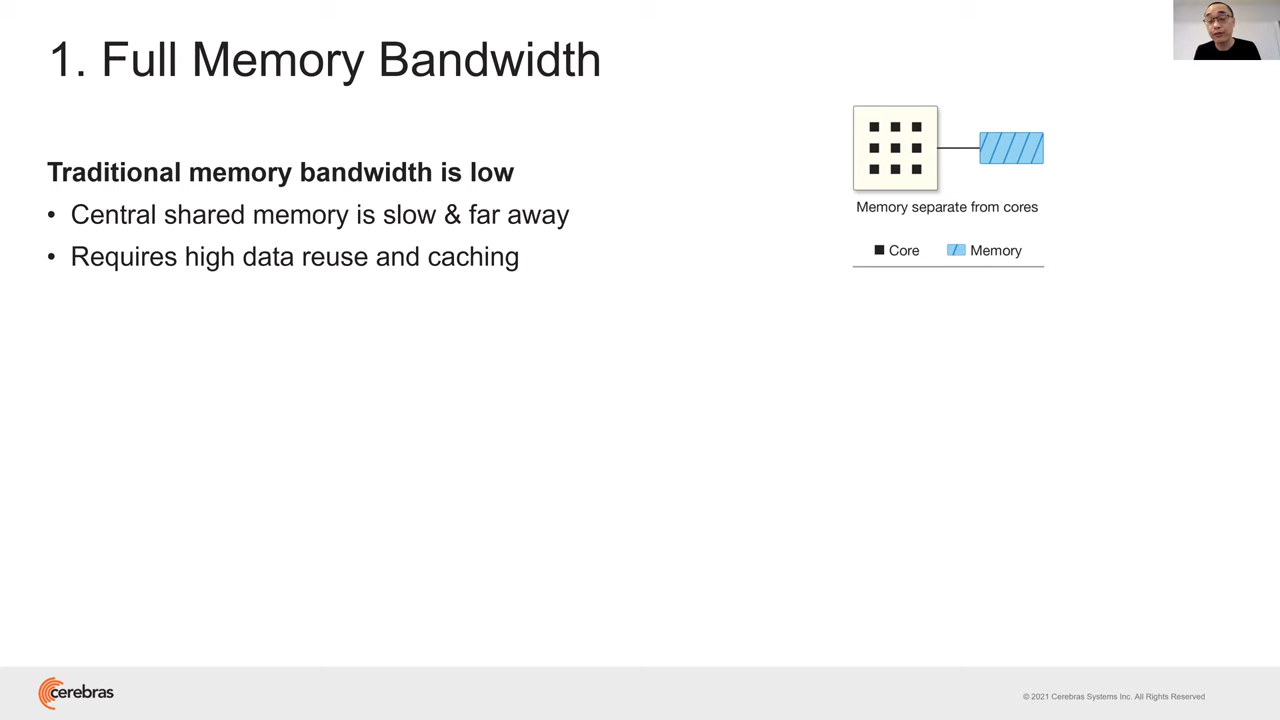 1. Full Memory Bandwidth
Traditional memory bandwidth is low
• Central shared memory is slow & far away
• Requires high data reuse and caching
Memory separate from cores
Core Memory
cerebras
© 2021 Cerebras Systems Inc. All Rights Reserved